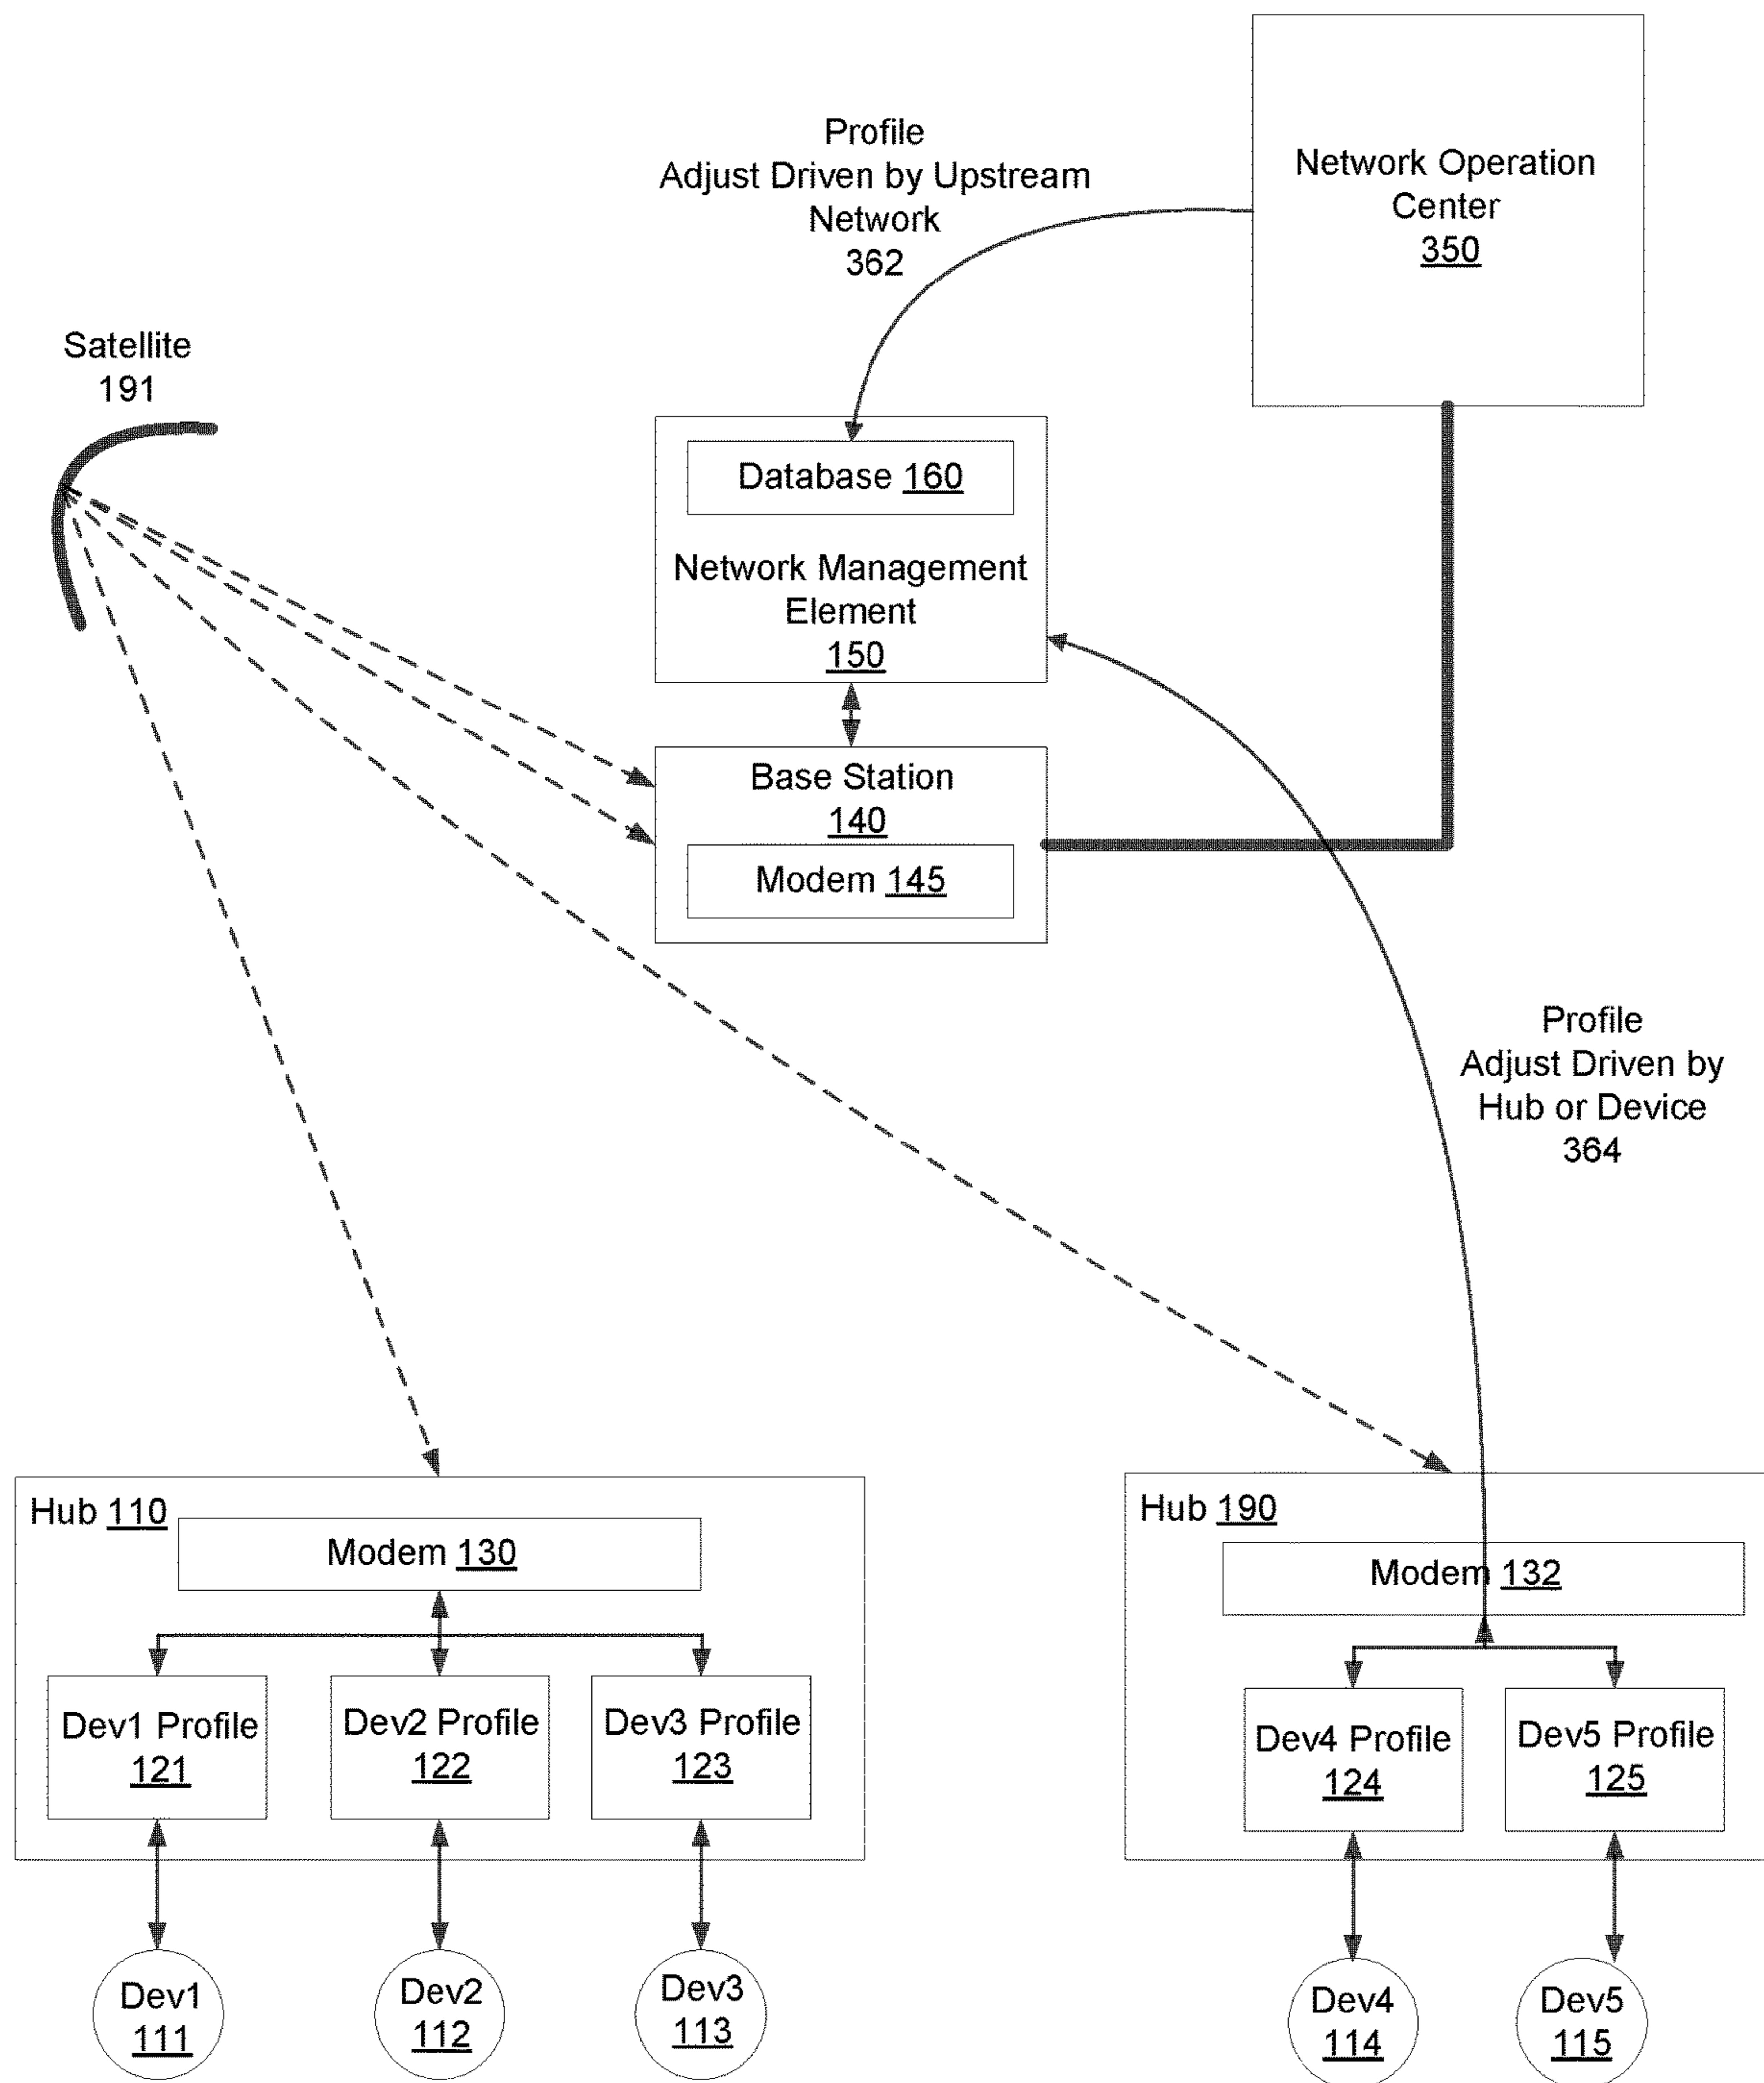 Profile
Adjust Driven by Upstream
Network
362
Network Operation
Center
350
Satellite
191
Database 160
Network Management
Element
150
Base Station
140
Modem 145
Profile
Adjust Driven by
Hub or Device
364
Hub 110
Modem 130
Dev1 Profile
121
Dev2 Profile
122
Dev3 Profile
123
Dev1
111
Dev2
112
Dev3
113
Hub 190
Modem 132
Dev4 Profile
124
Dev5 Profile
125
Dev4
114
Dev5
115